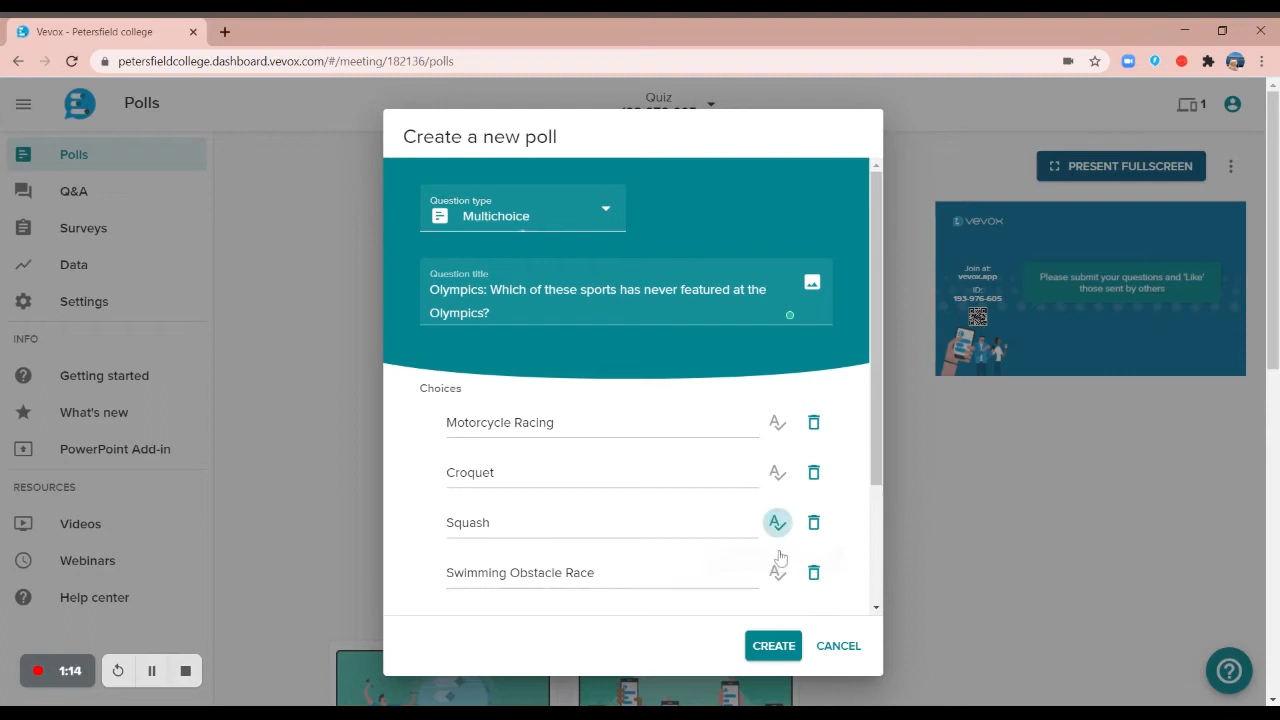 Vevox - Petersfield college
petersfieldcollege.dashboard.vevox.com/#/meeting/182136/polls
Polls
Quiz
1
Create a new poll
Polls
Q&A
Surveys
Data
Settings
INFO
Getting started
What's new
PowerPoint Add-in
RESOURCES
Videos
Webinars
Help center
1:14
Question type
Multichoice
Question title
Olympics: Which of these sports has never featured at the
Olympics?
Choices
Motorcycle Racing
Croquet
Squash
Swimming Obstacle Race
CREATE
CANCEL
PRESENT FULLSCREEN
vevox
Join at:
vevox.app
ID:
193-976-605
Please submit your questions and 'Like'
those sent by others